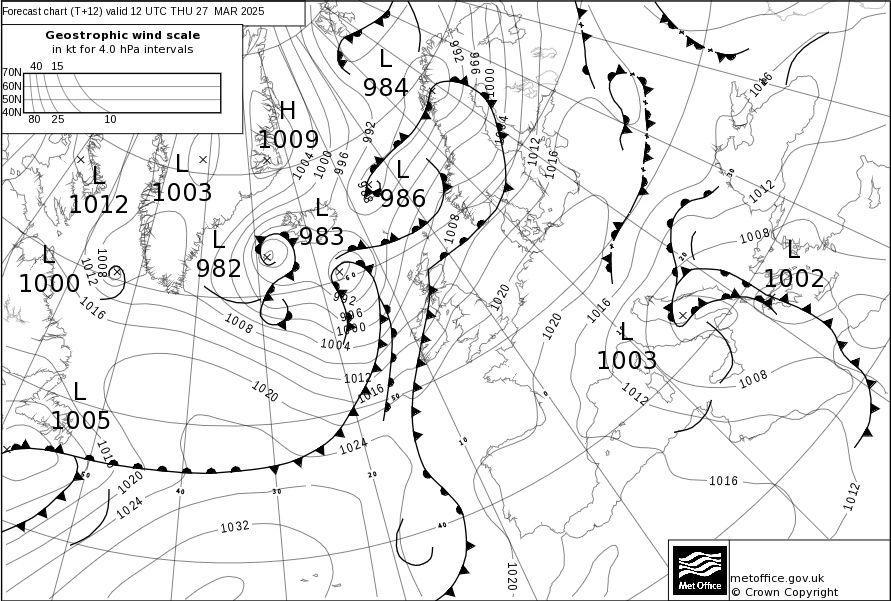 Forecast chart (T+12) valid 12 UTC THU 27 MAR 2025
Geostrophic wind scale
in kt for 4.0 hPa intervals
40 15
70N
60N
50N
40N
80 25 10
L
984
H
1009
L
1003
L
1012
L
986
L
983
L
982
L
1000
L
1002
L
1003
L
1005
992
996
1000
1004
1012
1016
1016
1012
1008
992
996
1000
1004
1008
1008
1012
1016
1008
992
996
1000
1004
1012
1016
1020
1020
1020
1016
1012
1008
1024
1016
1020
1024
1032
1016
1012
1020
50
40
30
20
10
0
40
50
60
20
30
Met Office
metoffice.gov.uk
© Crown Copyright